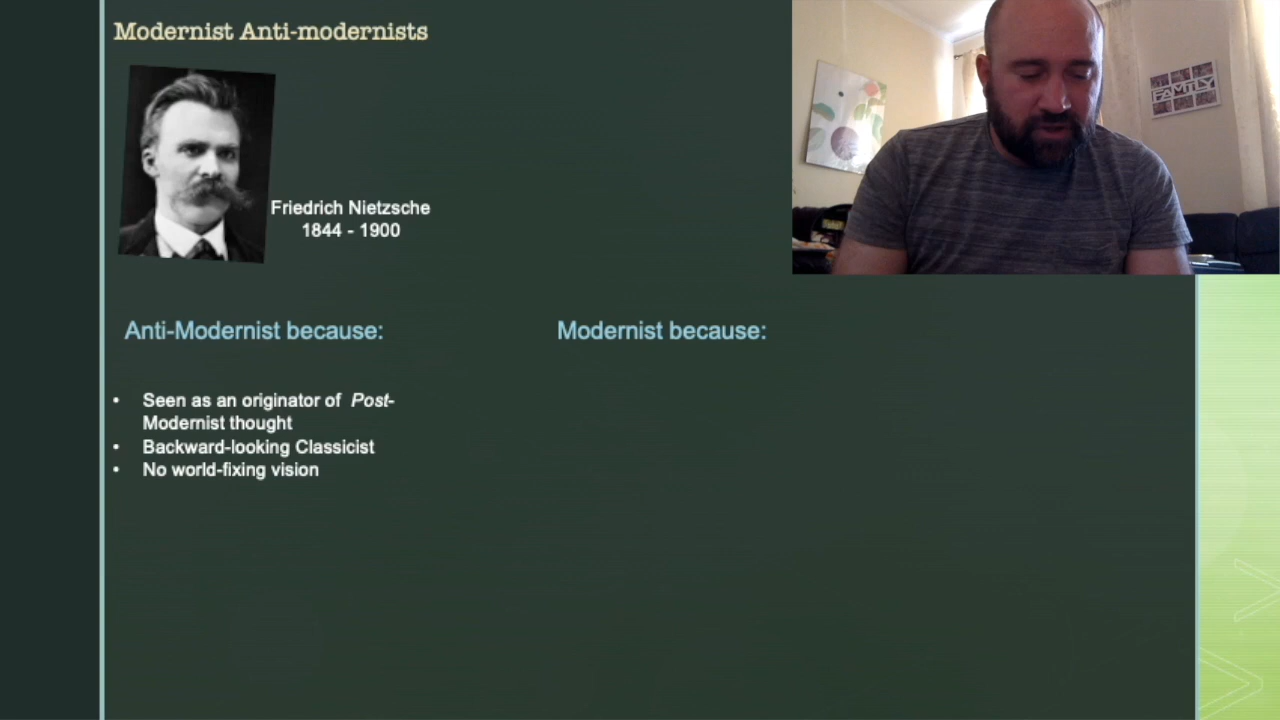 Modernist Anti-modernists
FAMILY
Friedrich Nietzsche
1844 - 1900
Anti-Modernist because:
Modernist because:
• Seen as an originator of Post-
Modernist thought
• Backward-looking Classicist
• No world-fixing vision